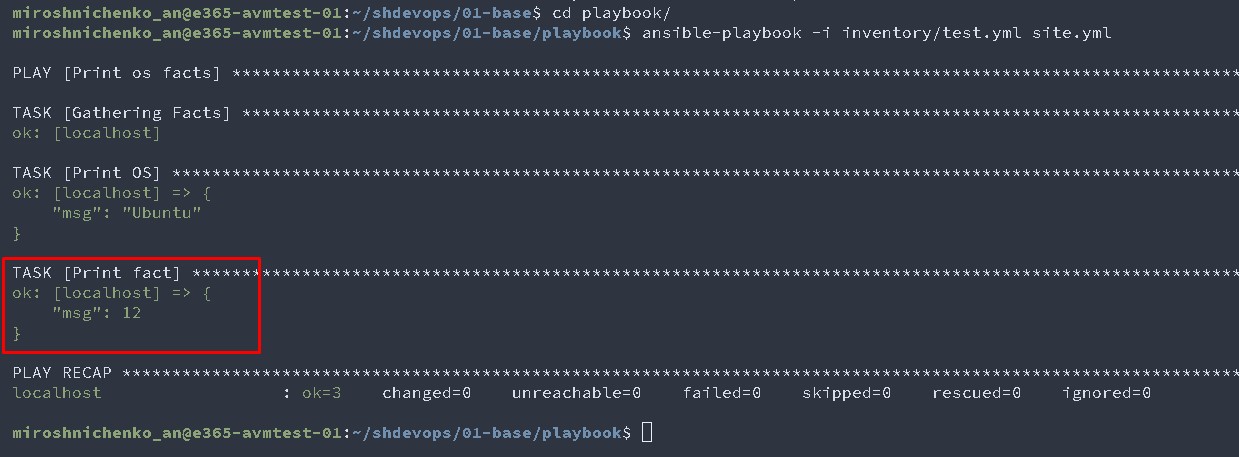 miroshnichenko_an@e365-avmtest-01:~/shdevops/01-base$ cd playbook/
miroshnichenko_an@e365-avmtest-01:~/shdevops/01-base/playbook$ ansible-playbook -i inventory/test.yml site.yml
PLAY [Print os facts] *****************************************************************************************************
TASK [Gathering Facts] ****************************************************************************************************
ok: [localhost]
TASK [Print OS] ***********************************************************************************************************
ok: [localhost] => {
    "msg": "Ubuntu"
}
TASK [Print fact] *********************************************************************************************************
ok: [localhost] => {
    "msg": 12
}
PLAY RECAP ****************************************************************************************************************
localhost                  : ok=3    changed=0    unreachable=0    failed=0    skipped=0    rescued=0    ignored=0
miroshnichenko_an@e365-avmtest-01:~/shdevops/01-base/playbook$